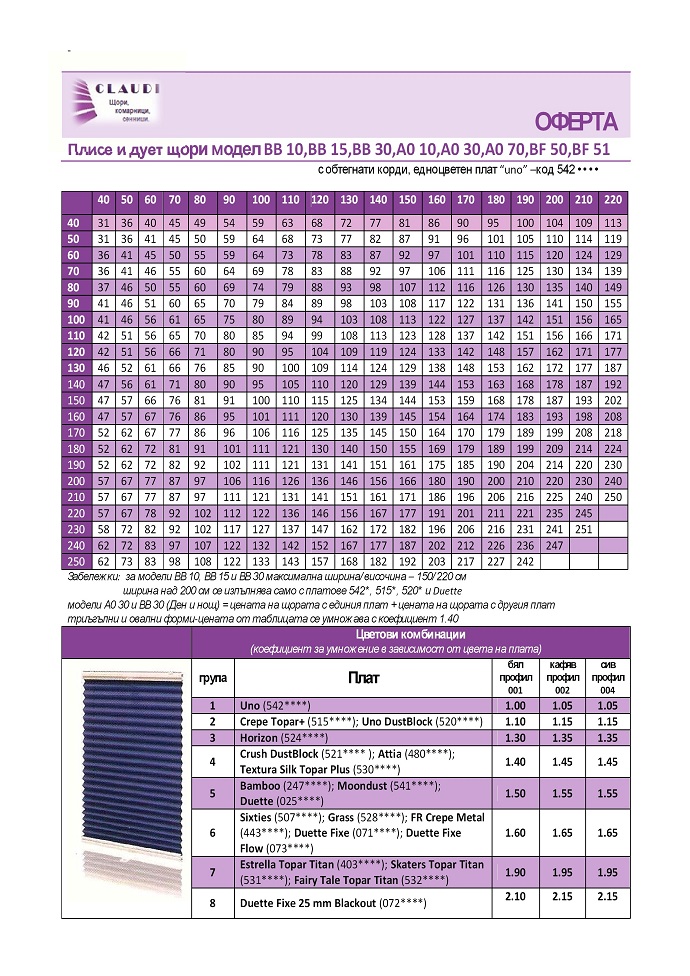 CLAUDI
Щори,
комарници,
сенници.
ОФЕРТА
Плисе и дует щори модел BB 10,BB 15,BB 30,A0 10,A0 30,A0 70,BF 50,BF 51
с обтегнати корди, едноцветен плат “uno” –код 542 ••••
40 50 60 70 80 90 100 110 120 130 140 150 160 170 180 190 200 210 220
40 31 36 40 45 49 54 59 63 68 72 77 81 86 90 95 100 104 109 113
50 31 36 41 45 50 59 64 68 73 77 82 87 91 96 101 105 110 114 119
60 36 41 45 50 55 59 64 73 78 83 87 92 97 101 110 115 120 124 129
70 36 41 46 55 60 64 69 78 83 88 92 97 106 111 116 125 130 134 139
80 37 46 50 55 60 69 74 79 88 93 98 107 112 116 126 130 135 140 149
90 41 46 51 60 65 70 79 84 89 98 103 108 117 122 131 136 141 150 155
100 41 46 56 61 65 75 80 89 94 103 108 113 122 127 137 142 151 156 165
110 42 51 56 65 70 80 85 94 99 108 113 123 128 137 142 151 156 166 171
120 42 51 56 66 71 80 90 95 104 109 119 124 133 142 148 157 162 171 177
130 46 52 61 66 76 85 90 100 109 114 124 129 138 148 153 162 172 177 187
140 47 56 61 71 80 90 95 105 110 120 129 139 144 153 163 168 178 187 192
150 47 57 66 76 81 91 100 110 115 125 134 144 153 159 168 178 187 193 202
160 47 57 67 76 86 95 101 111 120 130 139 145 154 164 174 183 193 198 208
170 52 62 67 77 86 96 106 116 125 135 145 150 164 170 179 189 199 208 218
180 52 62 72 81 91 101 111 121 130 140 150 155 169 179 189 199 209 214 224
190 52 62 72 82 92 102 111 121 131 141 151 161 175 185 190 204 214 220 230
200 57 67 77 87 97 106 116 126 136 146 156 166 180 190 200 210 220 230 240
210 57 67 77 87 97 111 121 131 141 151 161 171 186 196 206 216 225 240 250
220 57 67 78 92 102 112 122 136 146 156 167 177 191 201 211 221 235 245
230 58 72 82 92 102 117 127 137 147 162 172 182 196 206 216 231 241 251
240 62 72 83 97 107 122 132 142 152 167 177 187 202 212 226 236 247
250 62 73 83 98 108 122 133 143 157 168 182 192 203 217 227 242
Забележки: за модели BB 10, BB 15 и BB 30 максимална ширина/височина – 150/220 см
ширина над 200 см се изпълнява само с платове 542*, 515*, 520* и Duette
модели A0 30 и BB 30 (Ден и нощ) = цената на щората с единия плат + цената на щората с другия плат
триъгълни и овални форми-цената от таблицата се умножава с коефициент 1.40
Цветови комбинации
(коефициент за умножение в зависимост от цвета на плата)
група Плат бял профил 001 кафяв профил 002 сив профил 004
1 Uno (542****) 1.00 1.05 1.05
2 Crepe Topar+ (515****); Uno DustBlock (520****) 1.10 1.15 1.15
3 Horizon (524****) 1.30 1.35 1.35
4 Crush DustBlock (521**** ); Attia (480****);
Textura Silk Topar Plus (530****) 1.40 1.45 1.45
5 Bamboo (247****); Moondust (541****);
Duette (025****) 1.50 1.55 1.55
6 Sixties (507****); Grass (528****); FR Crepe Metal
(443****); Duette Fixe (071****); Duette Fixe
Flow (073****) 1.60 1.65 1.65
7 Estrella Topar Titan (403****); Skaters Topar Titan
(531****); Fairy Tale Topar Titan (532****) 1.90 1.95 1.95
8 Duette Fixe 25 mm Blackout (072****) 2.10 2.15 2.15